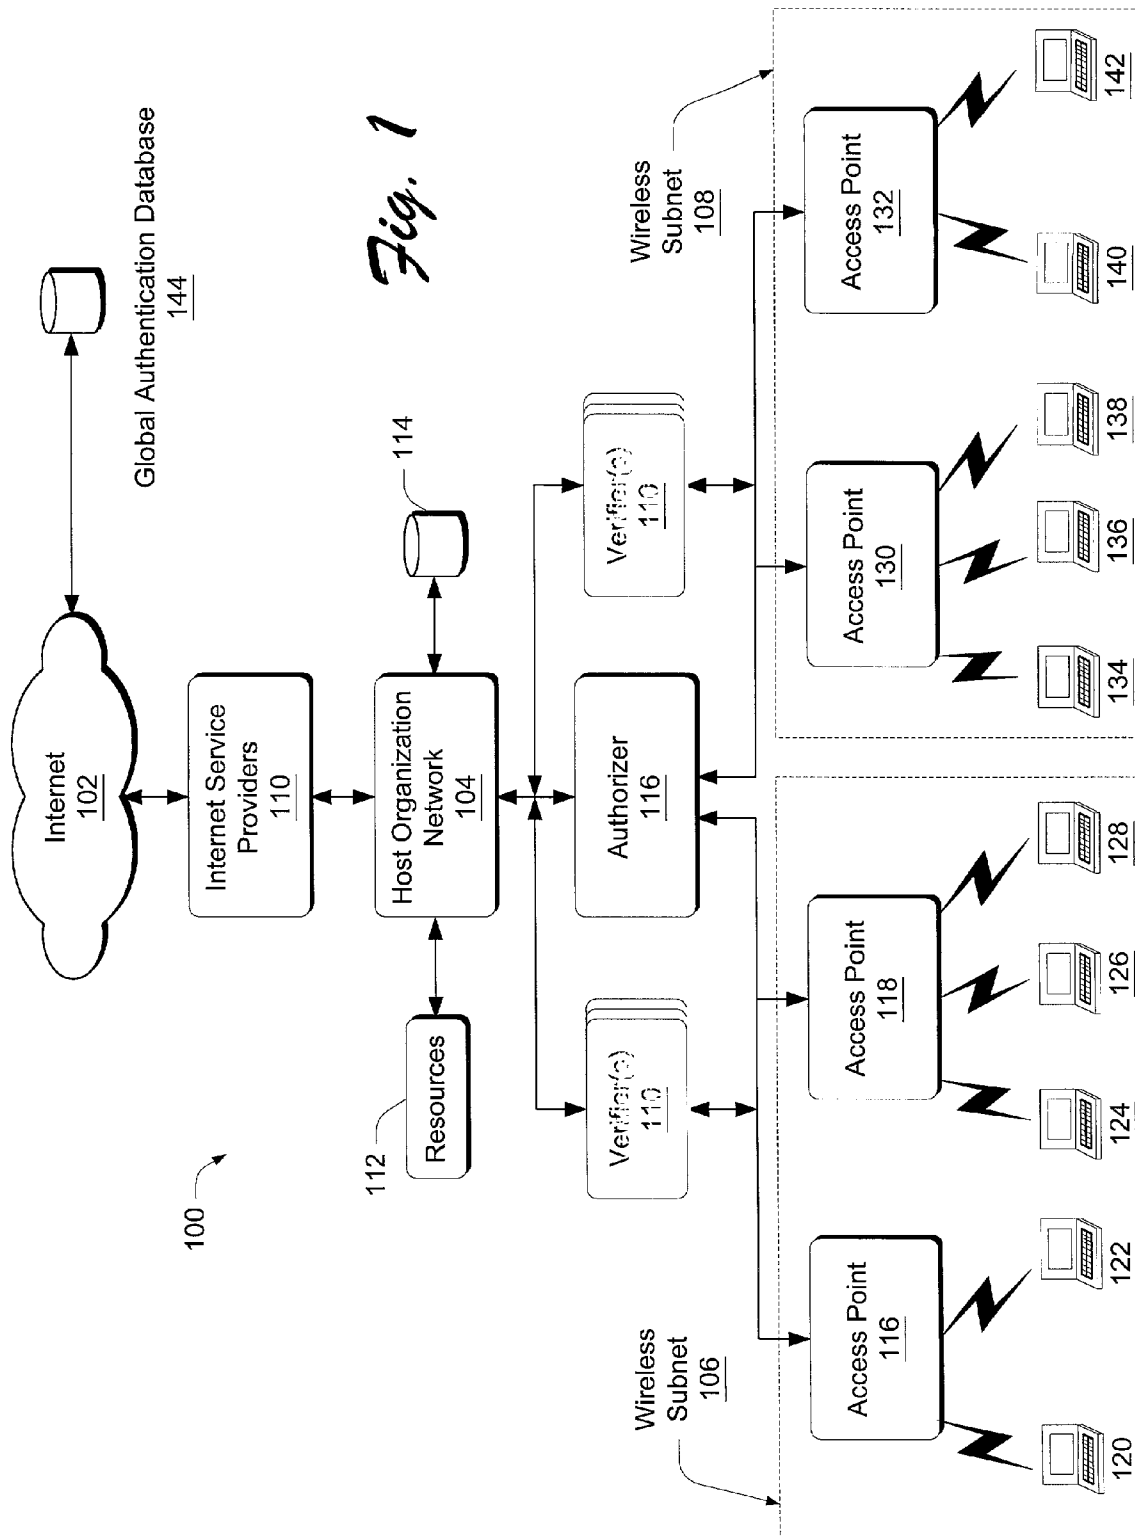 Internet
102
Global Authentication Database
144
100
Internet Service
Providers
110
Fig. 1
112
Resources
Host Organization
Network
104
114
Verifier(s)
110
Authorizer
116
Verifier(s)
110
Wireless
Subnet
106
Wireless
Subnet
108
Access Point
116
Access Point
118
Access Point
130
Access Point
132
120
122
124
126
128
134
136
138
140
142